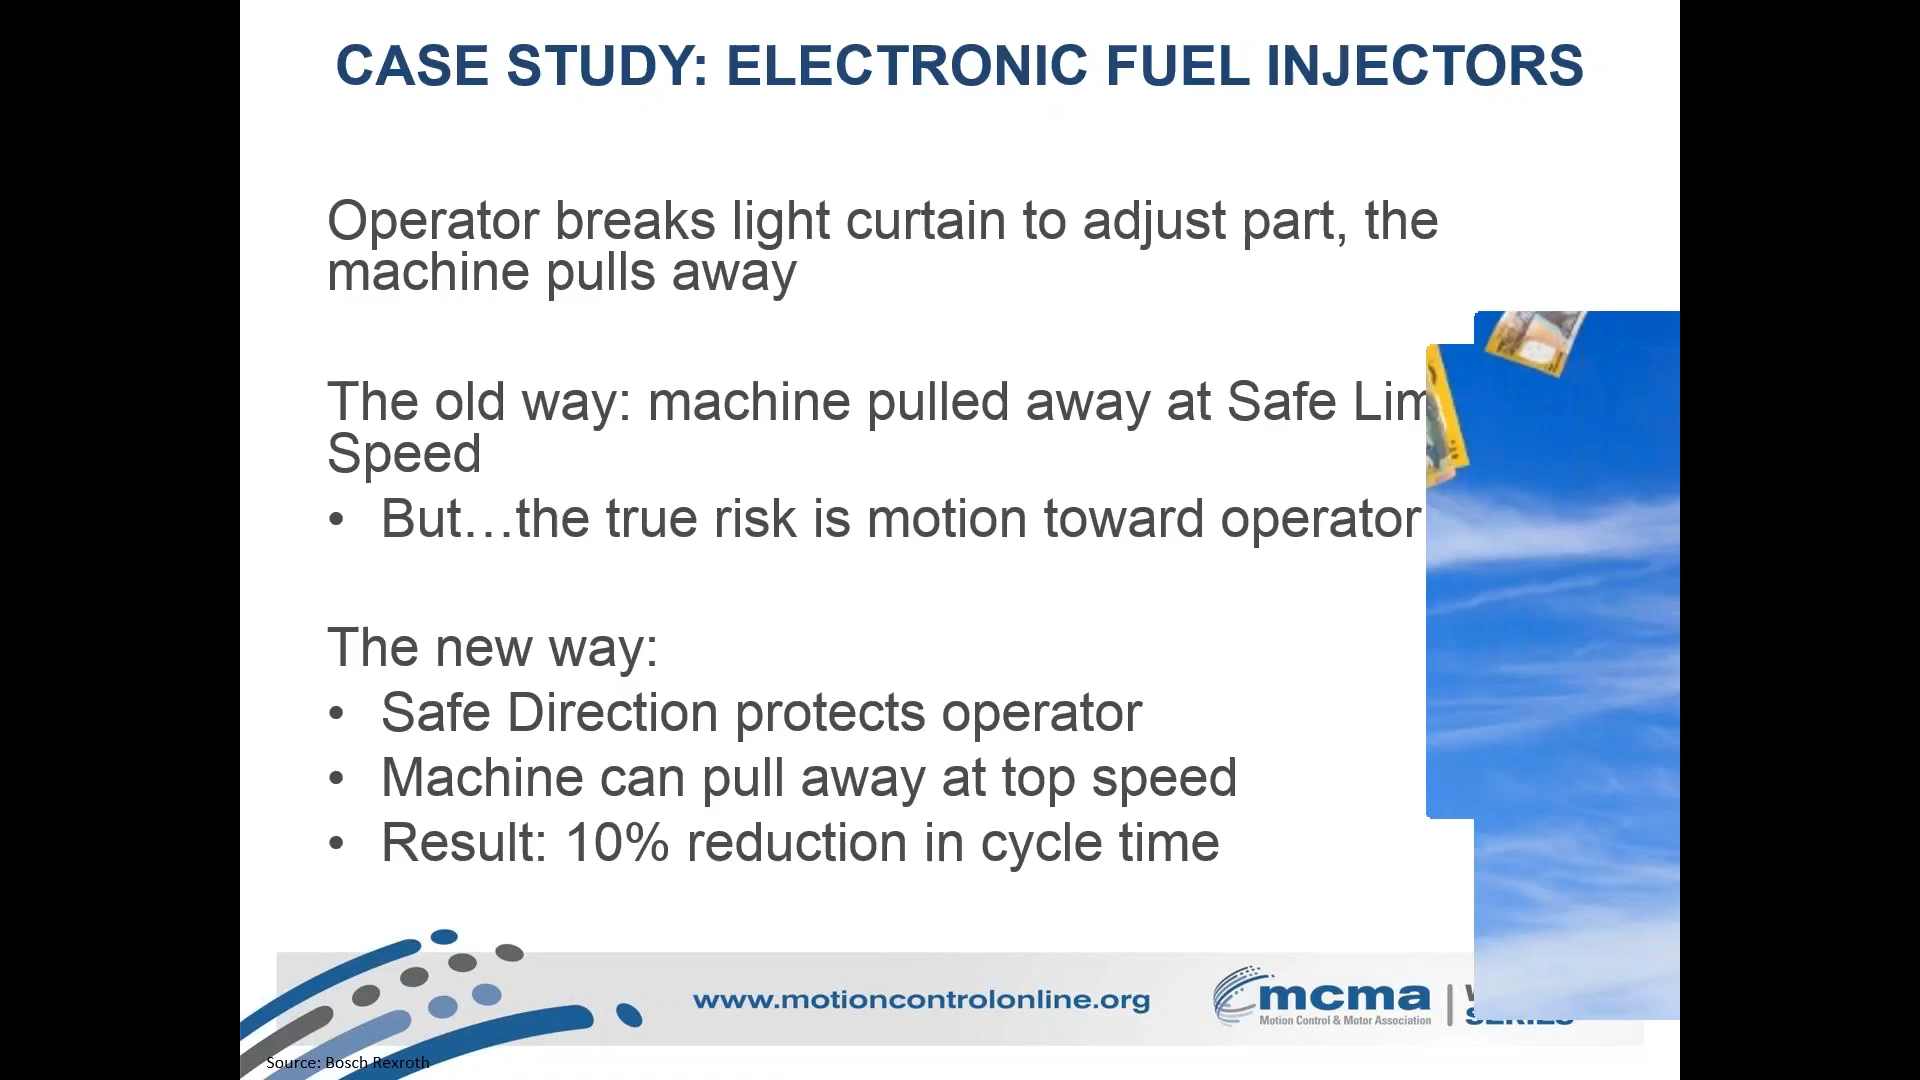 CASE STUDY: ELECTRONIC FUEL INJECTORS
Operator breaks light curtain to adjust part, the
machine pulls away
The old way: machine pulled away at Safe
Speed
• But…the true risk is motion toward operator
The new way:
• Safe Direction protects operator
• Machine can pull away at top speed
• Result: 10% reduction in cycle time
www.motioncontrolonline.org
mcma
Motion Control & Motor Association
SERIES
Source: Bosch Rexroth